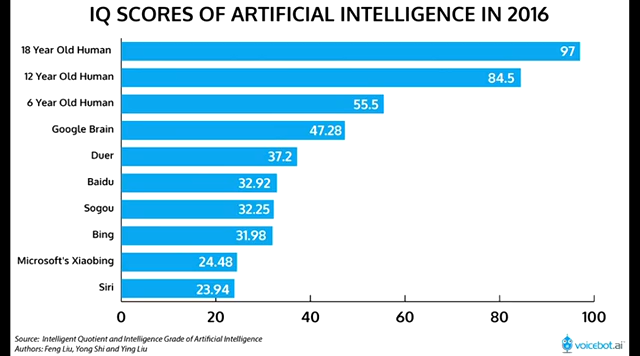 IQ SCORES OF ARTIFICIAL INTELLIGENCE IN 2016
18 Year Old Human 97
12 Year Old Human 84.5
6 Year Old Human 55.5
Google Brain 47.28
Duer 37.2
Baidu 32.92
Sogou 32.25
Bing 31.98
Microsoft's Xiaobing 24.48
Siri 23.94
0 20 40 60 80 100
Source: Intelligent Quotient and Intelligence Grade of Artificial Intelligence
Authors: Feng Liu, Yong Shi and Ying Liu
voicebot.ai